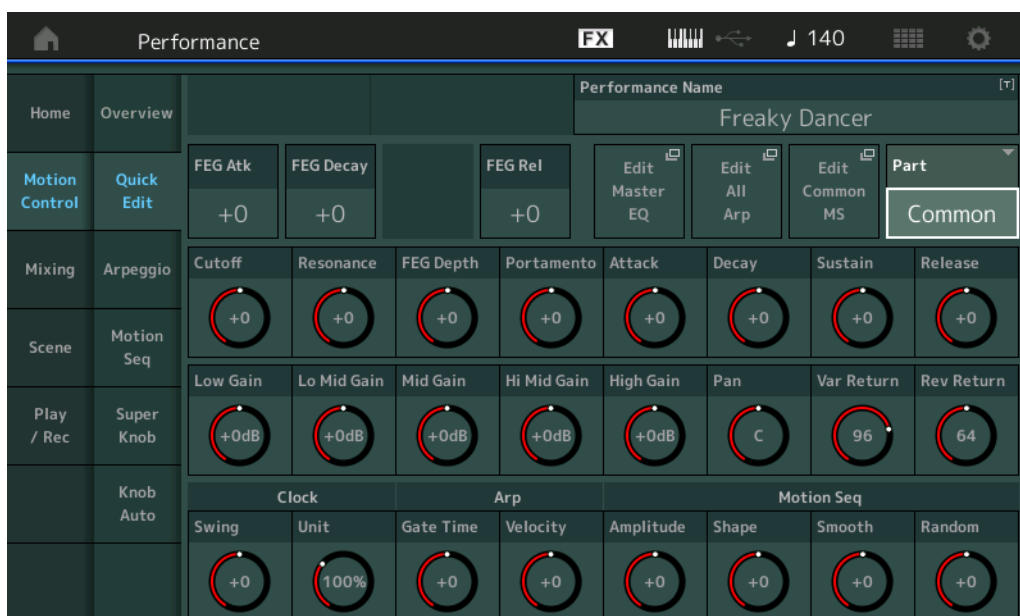 Performance FX ♩ 140
Performance Name [T]
Freaky Dancer
Home Overview
Motion Control Quick Edit
Mixing Arpeggio
Scene Motion Seq
Play / Rec Super Knob
Knob Auto
FEG Atk FEG Decay FEG Rel Edit Master EQ Edit All Arp Edit Common MS Part
+0 +0 +0 Common
Cutoff Resonance FEG Depth Portamento Attack Decay Sustain Release
+0 +0 +0 +0 +0 +0 +0 +0
Low Gain Lo Mid Gain Mid Gain Hi Mid Gain High Gain Pan Var Return Rev Return
+0dB +0dB +0dB +0dB +0dB C 96 64
Clock Arp Motion Seq
Swing Unit Gate Time Velocity Amplitude Shape Smooth Random
+0 100% +0 +0 +0 +0 +0 +0